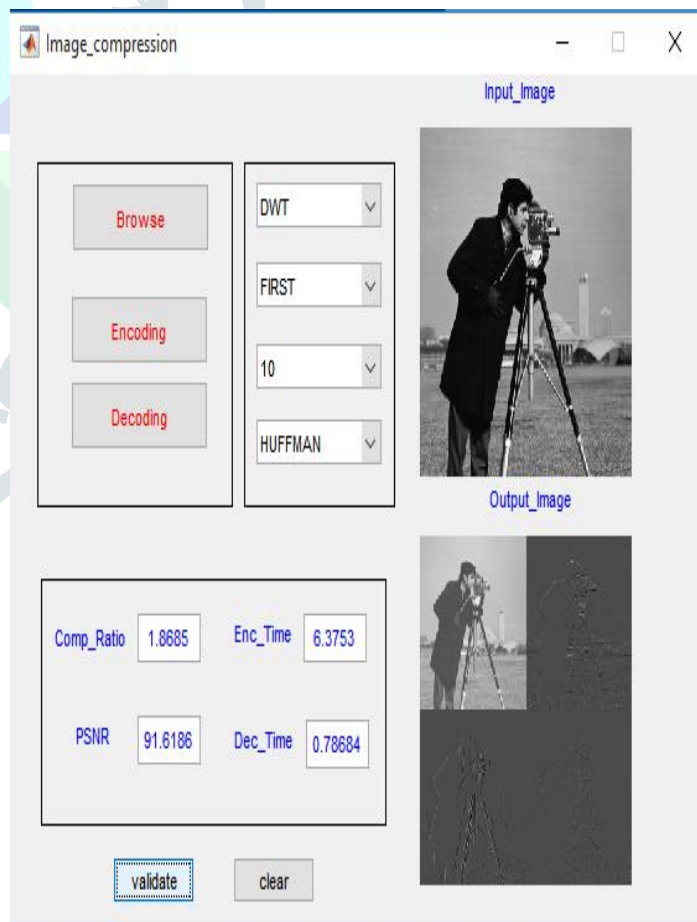 Image_compression
Input_Image
Browse
DWT
FIRST
Encoding
10
Decoding
HUFFMAN
Output_Image
Comp_Ratio 1.8685 Enc_Time 6.3753
PSNR 91.6186 Dec_Time 0.78684
validate clear